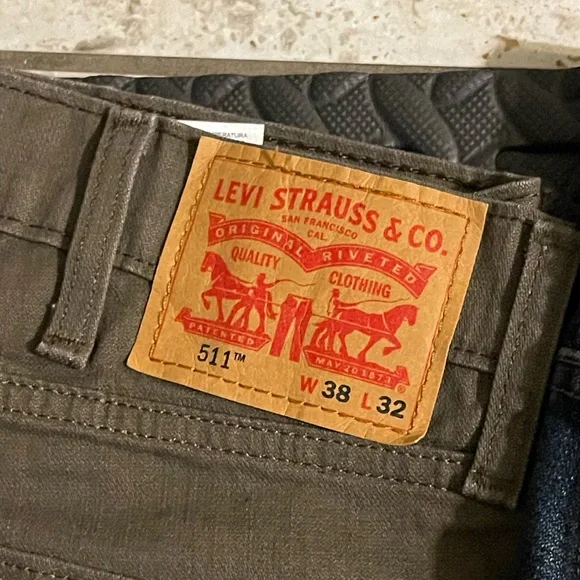 LEVI STRAUSS & CO.
SAN FRANCISCO
CAL.
ORIGINAL RIVETED
QUALITY CLOTHING
PATENTED MAY 20 1873 ®
511™
W 38 L 32